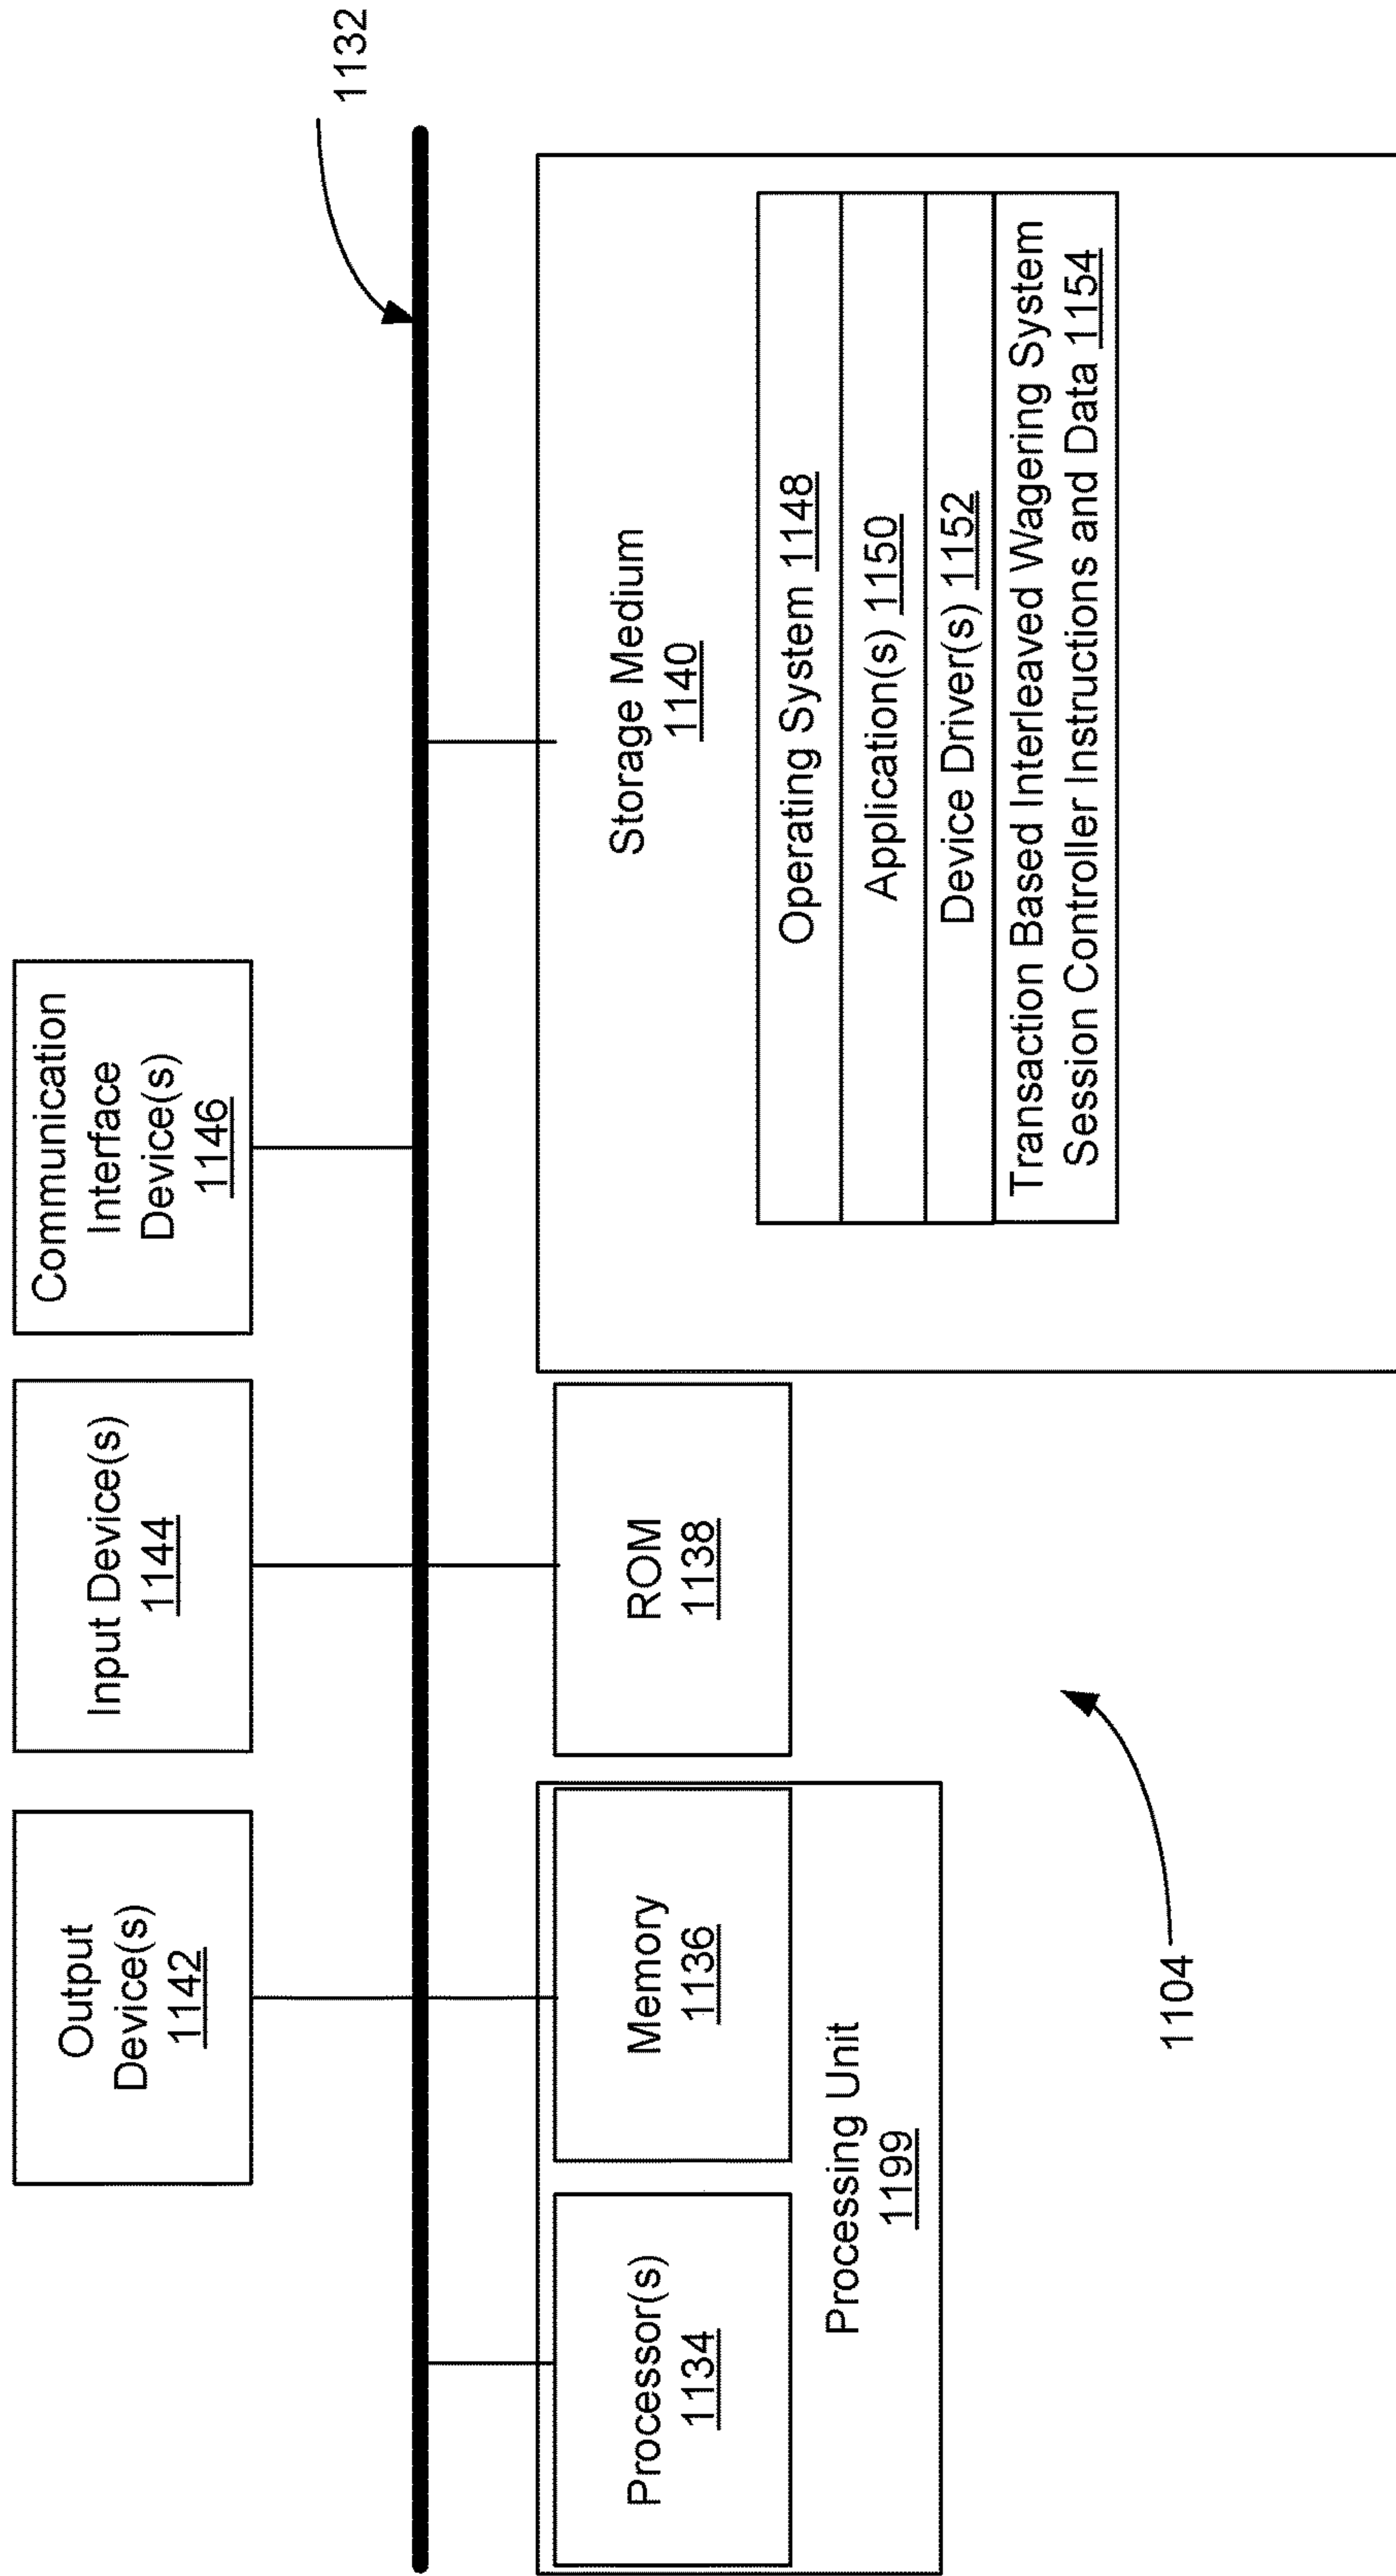 1132
Output
Device(s)
1142
Input Device(s)
1144
Communication
Interface
Device(s)
1146
Processor(s)
1134
Memory
1136
Processing Unit
1199
ROM
1138
Storage Medium
1140
Operating System 1148
Application(s) 1150
Device Driver(s) 1152
Transaction Based Interleaved Wagering System
Session Controller Instructions and Data 1154
1104